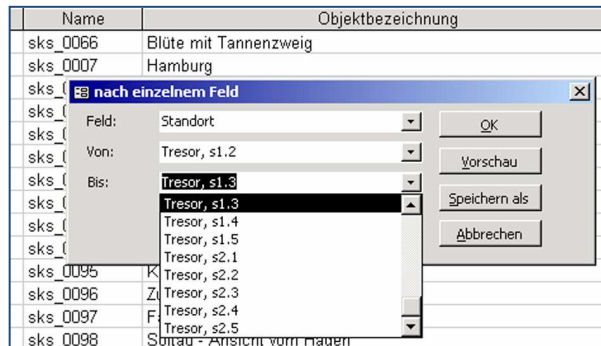 Name Objektbezeichnung
sks_0066 Blüte mit Tannenzweig
sks_0007 Hamburg
nach einzelnem Feld
Feld: Standort OK
Von: Tresor, s1.2 Vorschau
Bis: Tresor, s1.3 Speichern als
Tresor, s1.3
Tresor, s1.4
Abbrechen
Tresor, s1.5
Tresor, s2.1
sks_0095 K Tresor, s2.2
sks_0096 Tresor, s2.3
sks_0097 Tresor, s2.4
Tresor, s2.5
sks_0098 Soltau - Ansicht vom Hagen